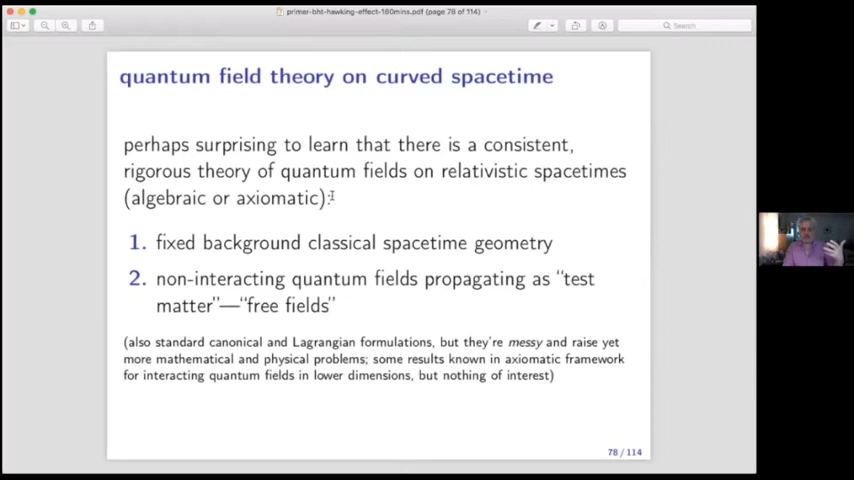 primer-bht-hawking-effect-180mins.pdf (page 78 of 114)
Search
quantum field theory on curved spacetime
perhaps surprising to learn that there is a consistent,
rigorous theory of quantum fields on relativistic spacetimes
(algebraic or axiomatic):
1. fixed background classical spacetime geometry
2. non-interacting quantum fields propagating as “test
matter”—“free fields”
(also standard canonical and Lagrangian formulations, but they're messy and raise yet
more mathematical and physical problems; some results known in axiomatic framework
for interacting quantum fields in lower dimensions, but nothing of interest)
78 / 114